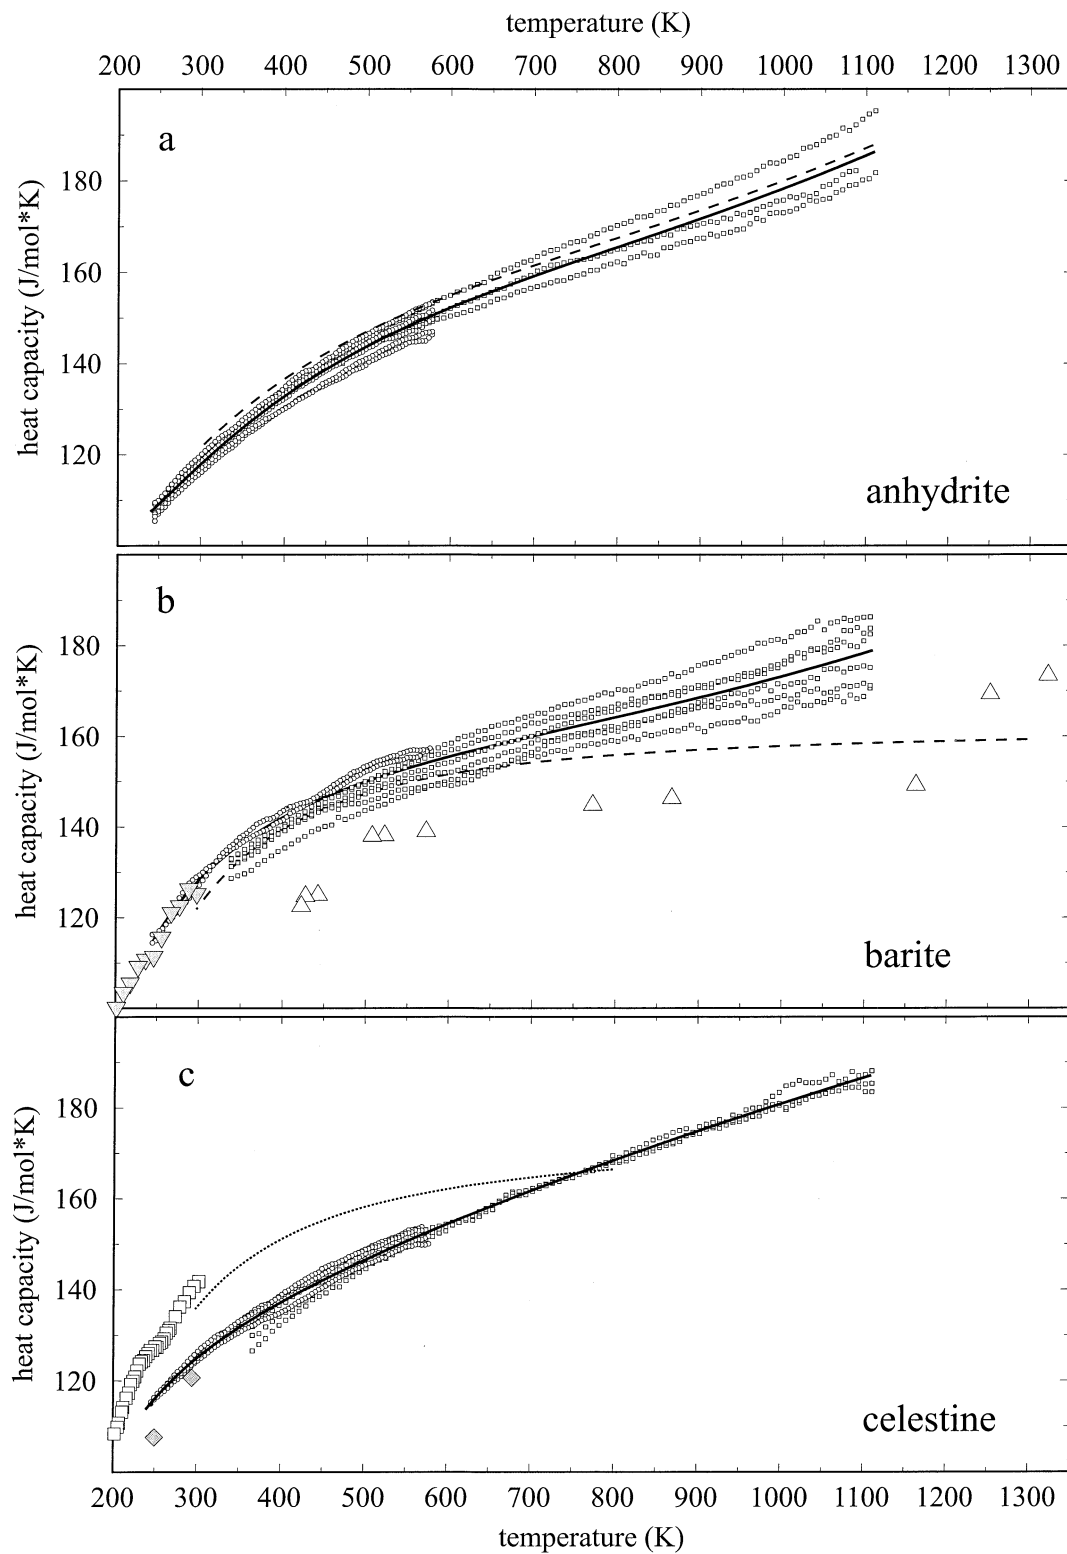 temperature (K)
200 300 400 500 600 700 800 900 1000 1100 1200 1300
a
heat capacity (J/mol*K)
180
160
140
120
anhydrite
b
heat capacity (J/mol*K)
180
160
140
120
barite
c
heat capacity (J/mol*K)
180
160
140
120
celestine
200 300 400 500 600 700 800 900 1000 1100 1200 1300
temperature (K)